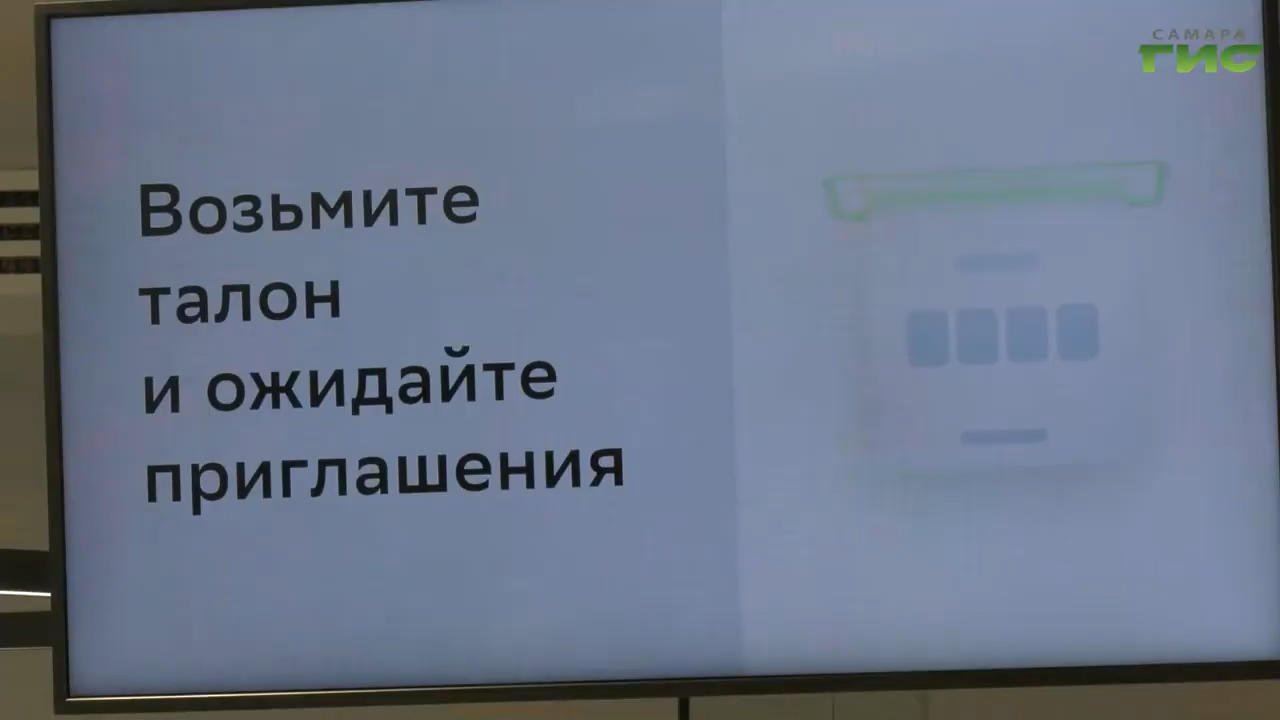 САМАРА
ГИС
Возьмите
талон
и ожидайте
приглашения